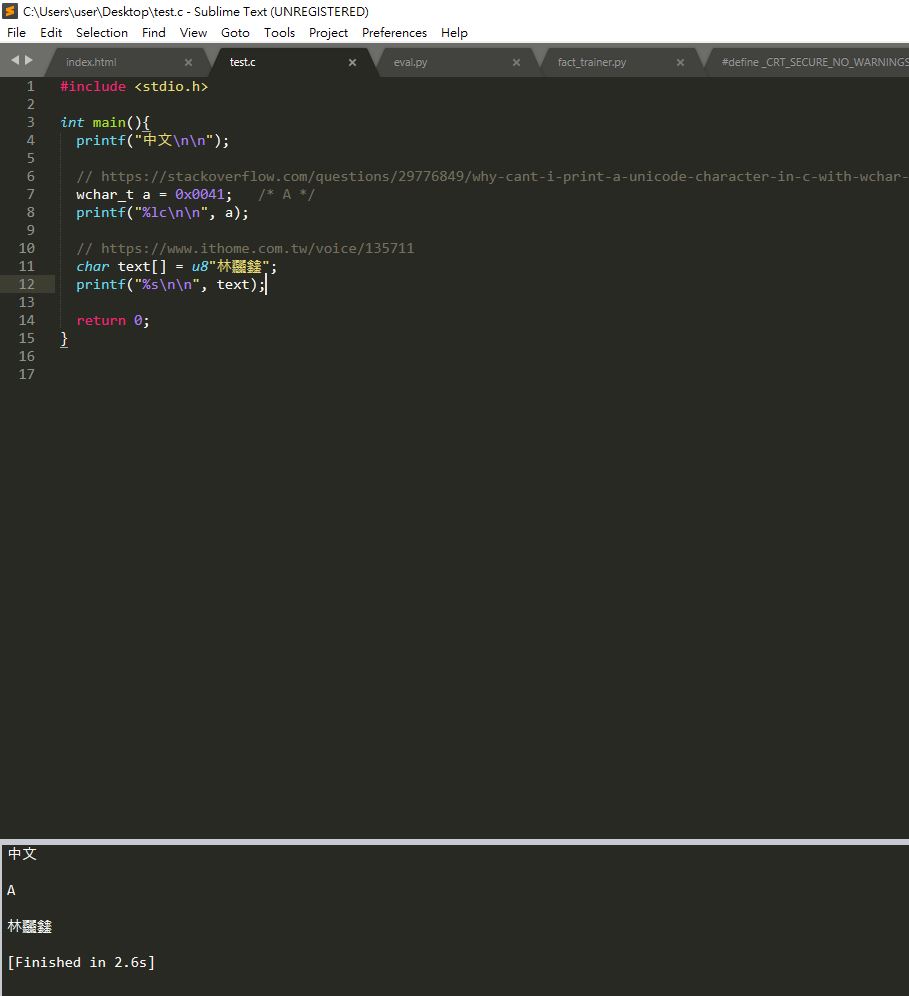 C:\Users\user\Desktop\test.c - Sublime Text (UNREGISTERED)
File Edit Selection Find View Goto Tools Project Preferences Help
index.html × test.c × eval.py × fact_trainer.py × #define _CRT_SECURE_NO_WARNINGS
1 #include <stdio.h>
2
3 int main(){
4 printf("中文\n\n");
5
6 // https://stackoverflow.com/questions/29776849/why-cant-i-print-a-unicode-character-in-c-with-wchar-
7 wchar_t a = 0x0041; /* A */
8 printf("%lc\n\n", a);
9
10 // https://www.ithome.com.tw/voice/135711
11 char text[] = u8"林鑫";
12 printf("%s\n\n", text);
13
14 return 0;
15 }
16
17
中文
A
林鑫
[Finished in 2.6s]